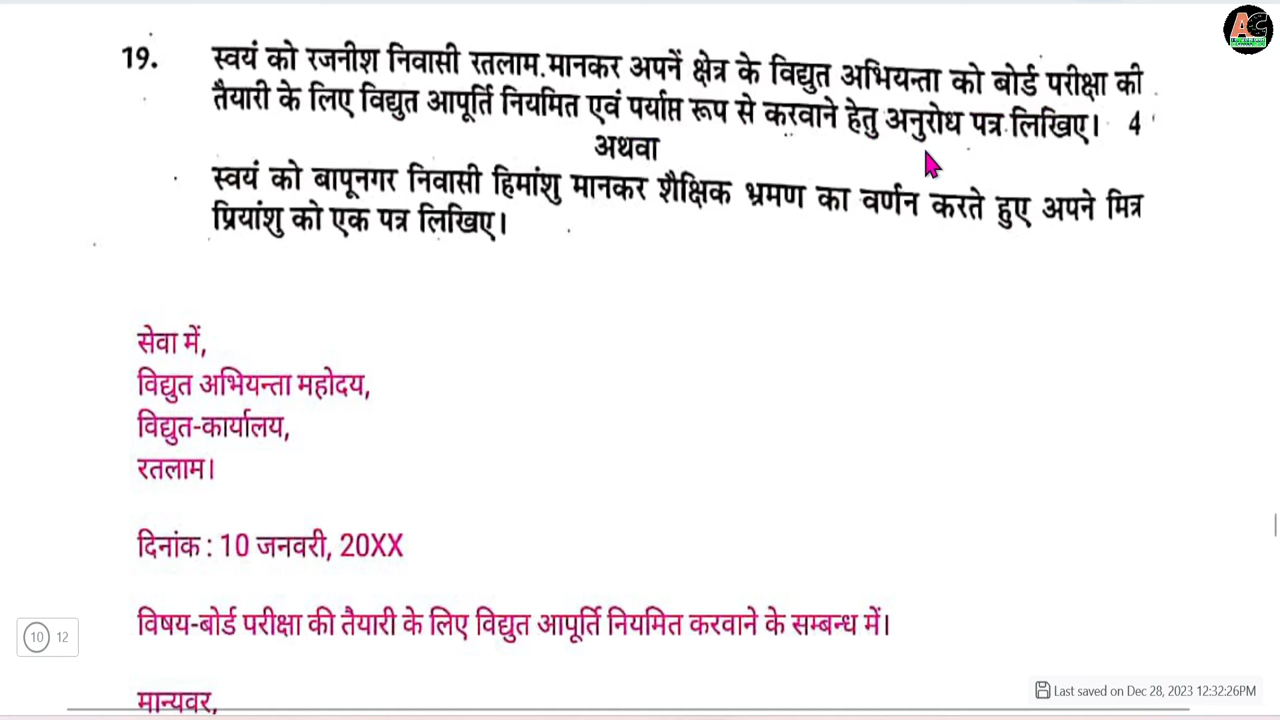 19. स्वयं को रजनीश निवासी रतलाम.मानकर अपनें क्षेत्र के विद्युत अभियन्ता को बोर्ड परीक्षा की
तैयारी के लिए विद्युत आपूर्ति नियमित एवं पर्याप्त रूप से करवाने हेतु अनुरोध पत्र लिखिए। 4
अथवा
स्वयं को बापूनगर निवासी हिमांशु मानकर शैक्षिक भ्रमण का वर्णन करते हुए अपने मित्र
प्रियांशु को एक पत्र लिखिए।
सेवा में,
विद्युत अभियन्ता महोदय,
विद्युत-कार्यालय,
रतलाम।
दिनांक : 10 जनवरी, 20XX
विषय-बोर्ड परीक्षा की तैयारी के लिए विद्युत आपूर्ति नियमित करवाने के सम्बन्ध में।
मान्यवर,
10 12
Last saved on Dec 28, 2023 12:32:26PM
AC